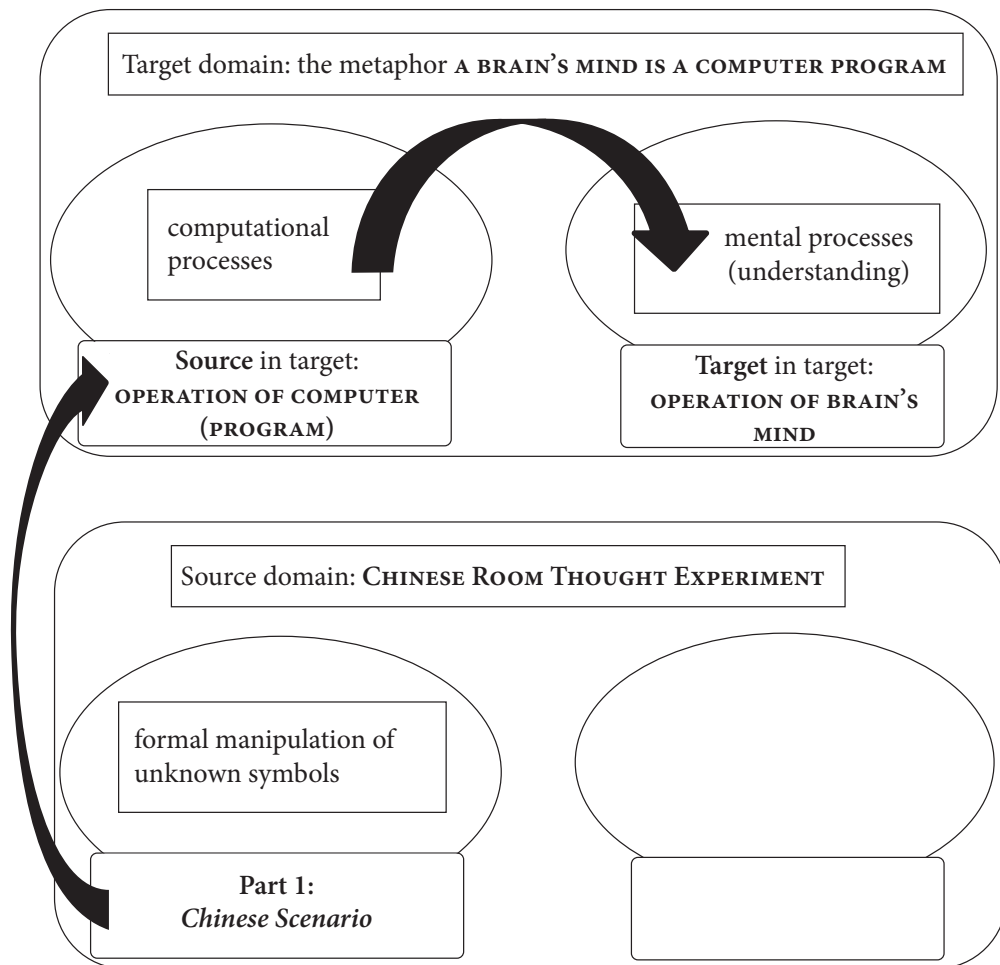 Target domain: the metaphor A BRAIN’S MIND IS A COMPUTER PROGRAM
computational
processes
mental processes
(understanding)
Source in target:
OPERATION OF COMPUTER
(PROGRAM)
Target in target:
OPERATION OF BRAIN’S
MIND
Source domain: CHINESE ROOM THOUGHT EXPERIMENT
formal manipulation of
unknown symbols
Part 1:
Chinese Scenario